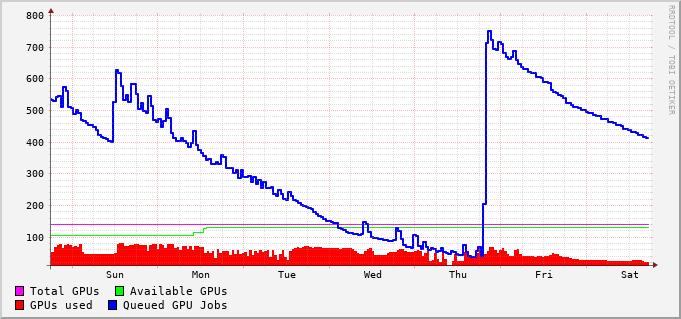 800
700
600
500
400
300
200
100
Sun Mon Tue Wed Thu Fri Sat
Total GPUs Available GPUs
GPUs used Queued GPU Jobs
RRDTOOL / TOBI OETIKER